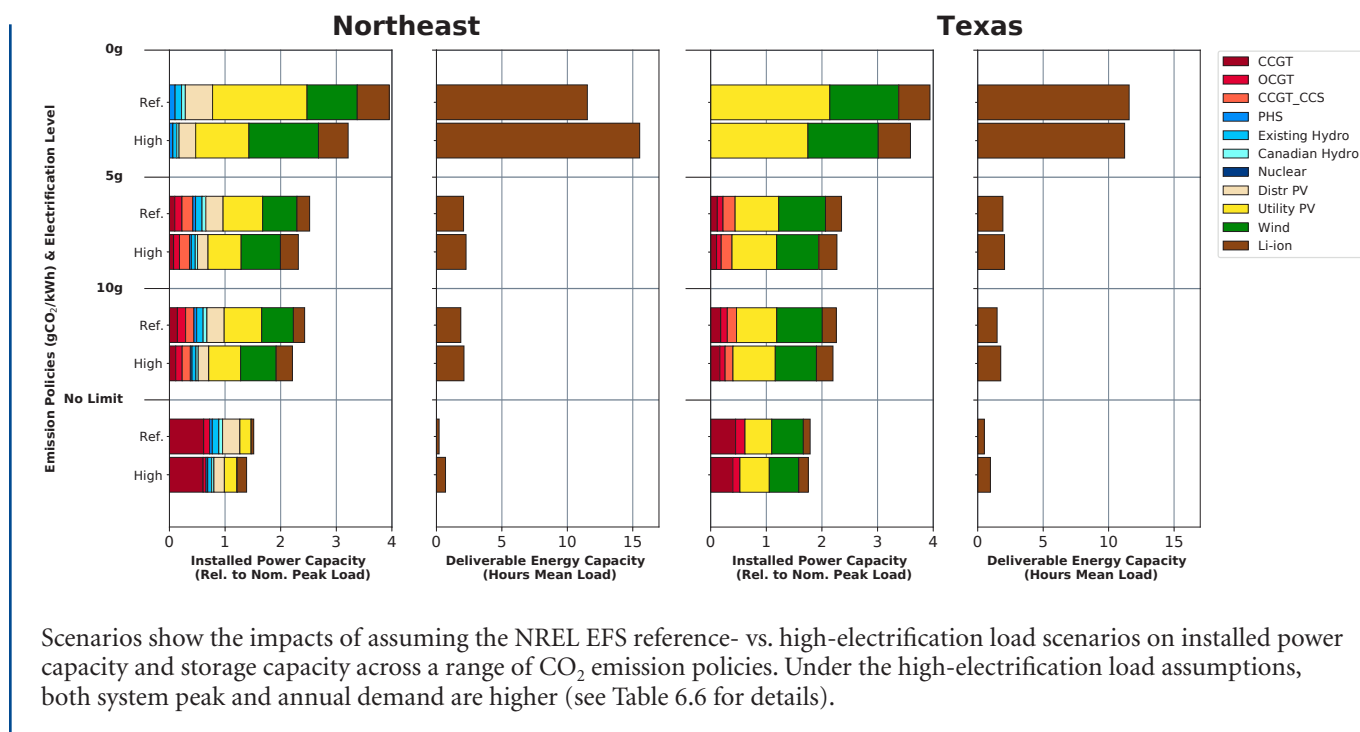 Northeast
Texas
Emission Policies (gCO₂/kWh) & Electrification Level
0g
Ref.
High
5g
Ref.
High
10g
Ref.
High
No Limit
Ref.
High
0 1 2 3 4
Installed Power Capacity
(Rel. to Nom. Peak Load)
0 5 10 15
Deliverable Energy Capacity
(Hours Mean Load)
0 1 2 3 4
Installed Power Capacity
(Rel. to Nom. Peak Load)
0 5 10 15
Deliverable Energy Capacity
(Hours Mean Load)
CCGT
OCGT
CCGT_CCS
PHS
Existing Hydro
Canadian Hydro
Nuclear
Distr PV
Utility PV
Wind
Li-ion
Scenarios show the impacts of assuming the NREL EFS reference- vs. high-electrification load scenarios on installed power
capacity and storage capacity across a range of CO₂ emission policies. Under the high-electrification load assumptions,
both system peak and annual demand are higher (see Table 6.6 for details).